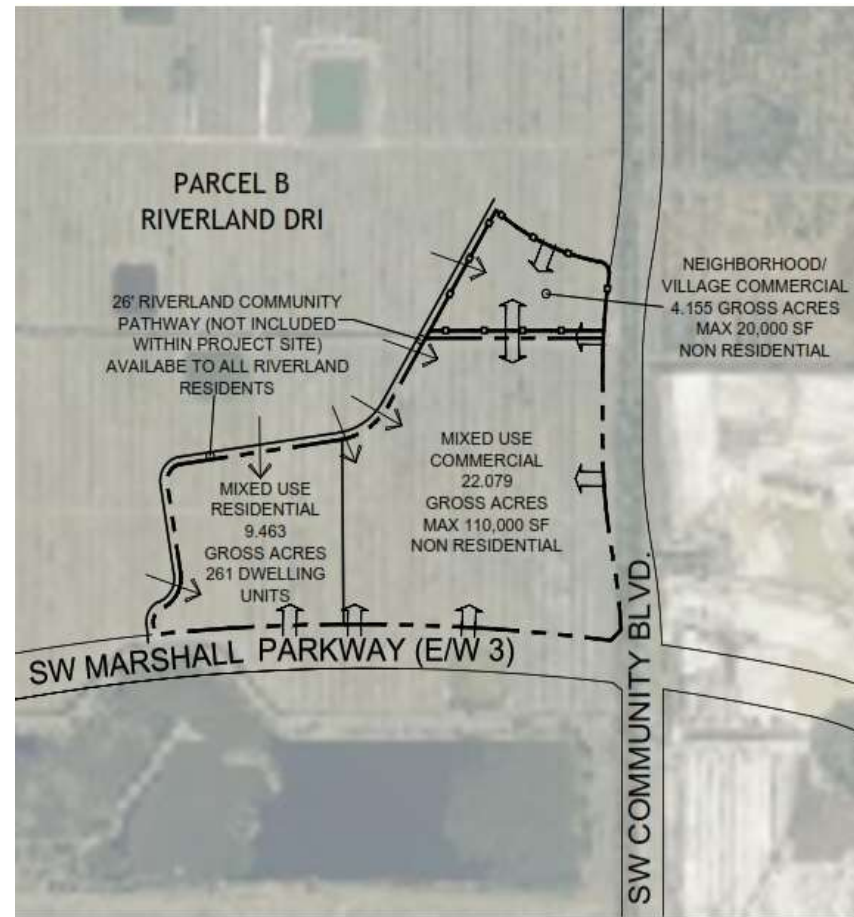 PARCEL B
RIVERLAND DRI
26' RIVERLAND COMMUNITY
PATHWAY (NOT INCLUDED
WITHIN PROJECT SITE)
AVAILABE TO ALL RIVERLAND
RESIDENTS
NEIGHBORHOOD/
VILLAGE COMMERCIAL
4.155 GROSS ACRES
MAX 20,000 SF
NON RESIDENTIAL
MIXED USE
COMMERCIAL
22.079
GROSS ACRES
MAX 110,000 SF
NON RESIDENTIAL
MIXED USE
RESIDENTIAL
9.463
GROSS ACRES
261 DWELLING
UNITS
SW MARSHALL PARKWAY (E/W 3)
SW COMMUNITY BLVD.